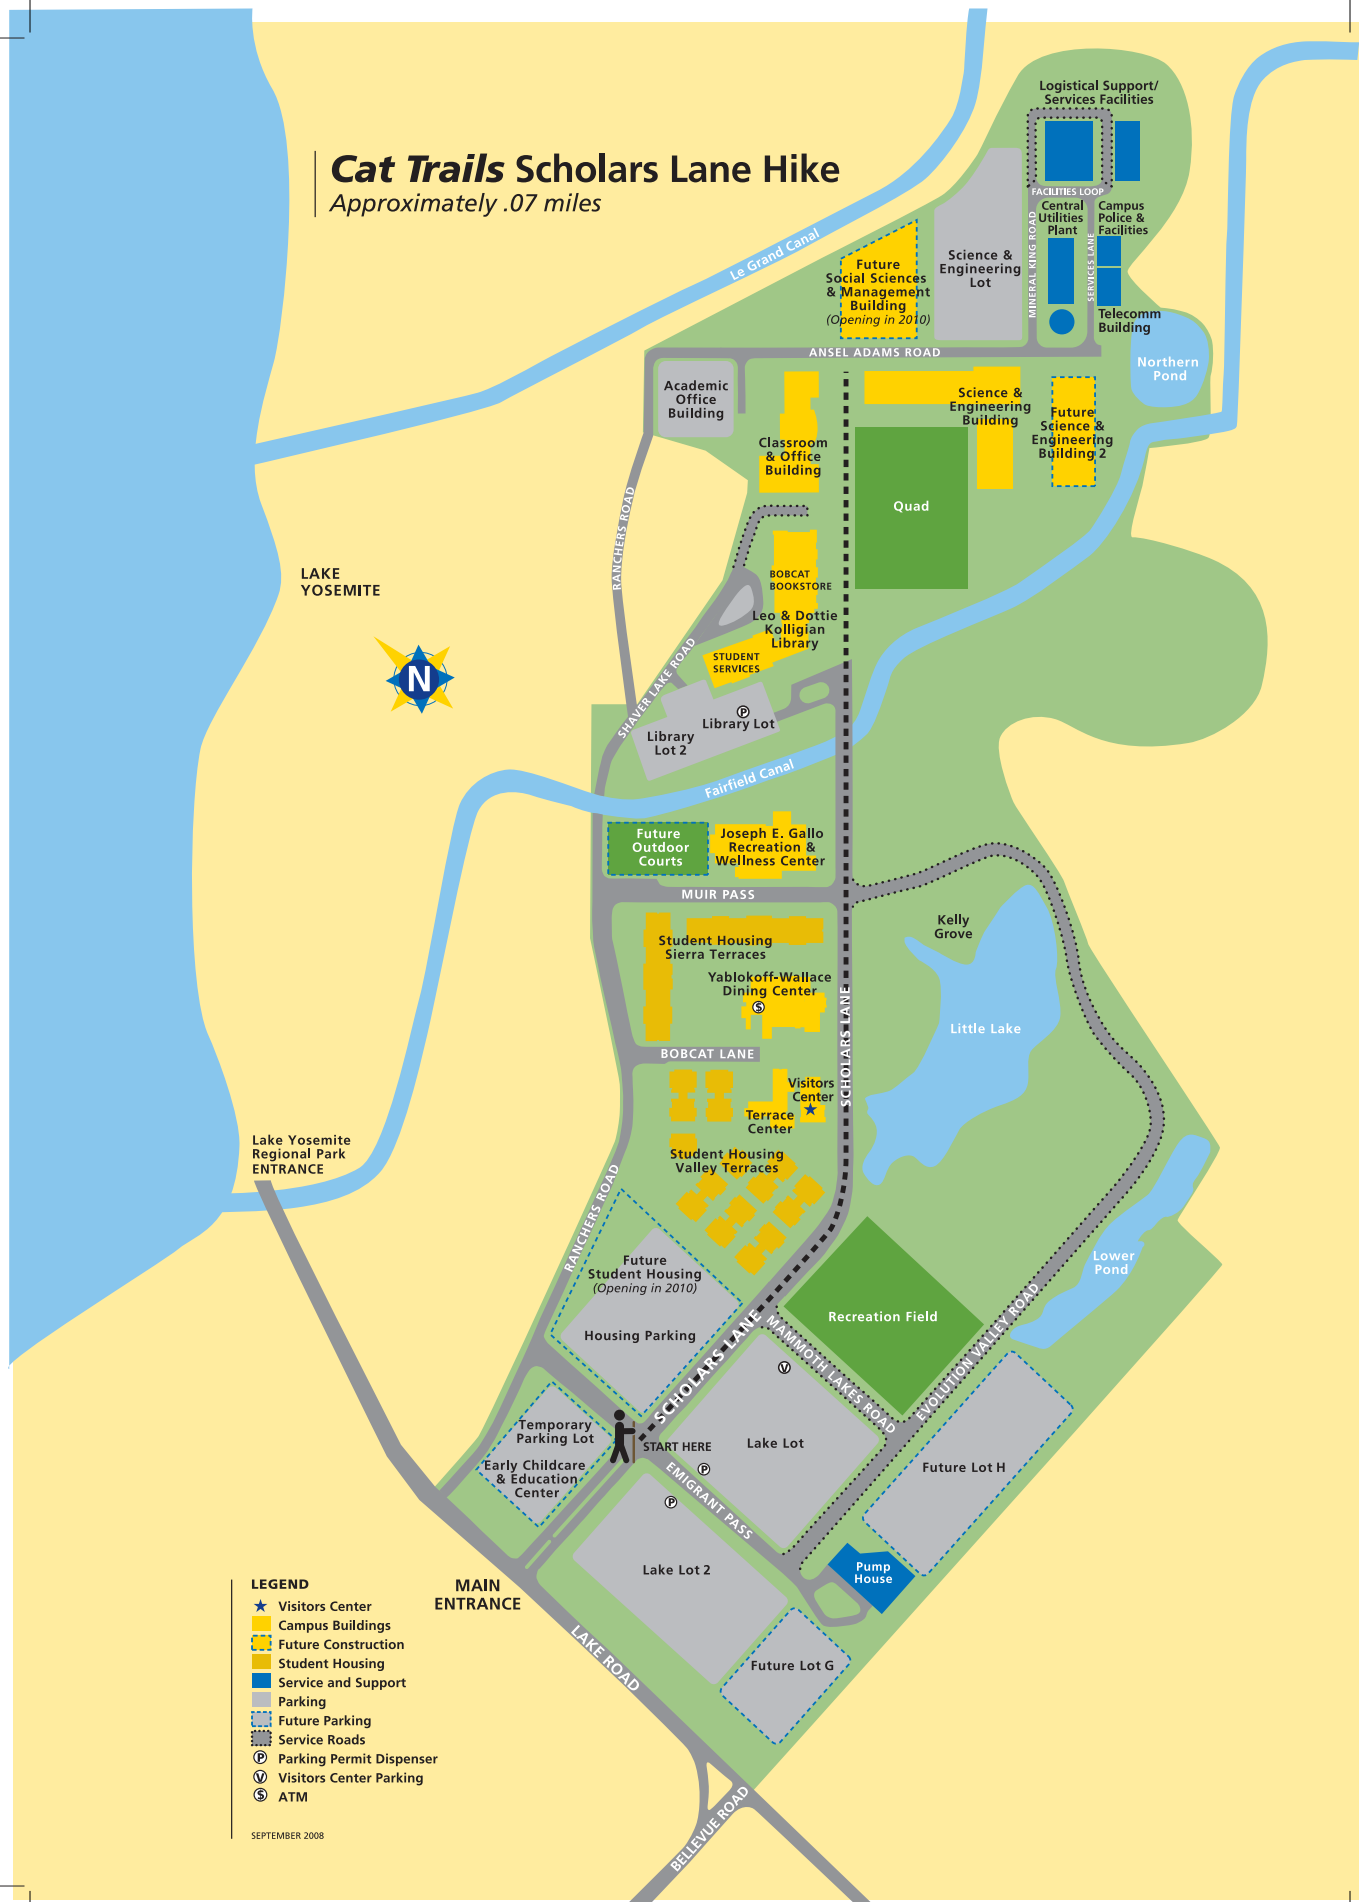 Cat Trails Scholars Lane Hike
Approximately .07 miles
Logistical Support/
Services Facilities
FACILITIES LOOP
Central
Utilities
Plant
Campus
Police &
Facilities
MINERAL KING ROAD
SERVICES LANE
Telecomm
Building
Science &
Engineering
Lot
Future
Social Sciences
& Management
Building
(Opening in 2010)
Le Grand Canal
ANSEL ADAMS ROAD
Northern
Pond
Academic
Office
Building
Classroom
& Office
Building
Science &
Engineering
Building
Future
Science &
Engineering
Building 2
Quad
RANCHERS ROAD
LAKE
YOSEMITE
N
BOBCAT
BOOKSTORE
Leo & Dottie
Kolligian
Library
STUDENT
SERVICES
SHAVER LAKE ROAD
P
Library Lot
Library
Lot 2
Fairfield Canal
Future
Outdoor
Courts
Joseph E. Gallo
Recreation &
Wellness Center
MUIR PASS
Kelly
Grove
Student Housing
Sierra Terraces
Yablokoff-Wallace
Dining Center
$
SCHOLARS LANE
Little Lake
BOBCAT LANE
Visitors
Center
Terrace
Center
Student Housing
Valley Terraces
Lake Yosemite
Regional Park
ENTRANCE
RANCHERS ROAD
Future
Student Housing
(Opening in 2010)
Housing Parking
Lower
Pond
Recreation Field
SCHOLARS LANE
MAMMOTH LAKES ROAD
EVOLUTION VALLEY ROAD
V
Temporary
Parking Lot
Early Childcare
& Education
Center
START HERE
Lake Lot
P
EMIGRANT PASS
P
Future Lot H
Lake Lot 2
Pump
House
MAIN
ENTRANCE
LAKE ROAD
Future Lot G
BELLEVUE ROAD
LEGEND
Visitors Center
Campus Buildings
Future Construction
Student Housing
Service and Support
Parking
Future Parking
Service Roads
P Parking Permit Dispenser
V Visitors Center Parking
$ ATM
SEPTEMBER 2008